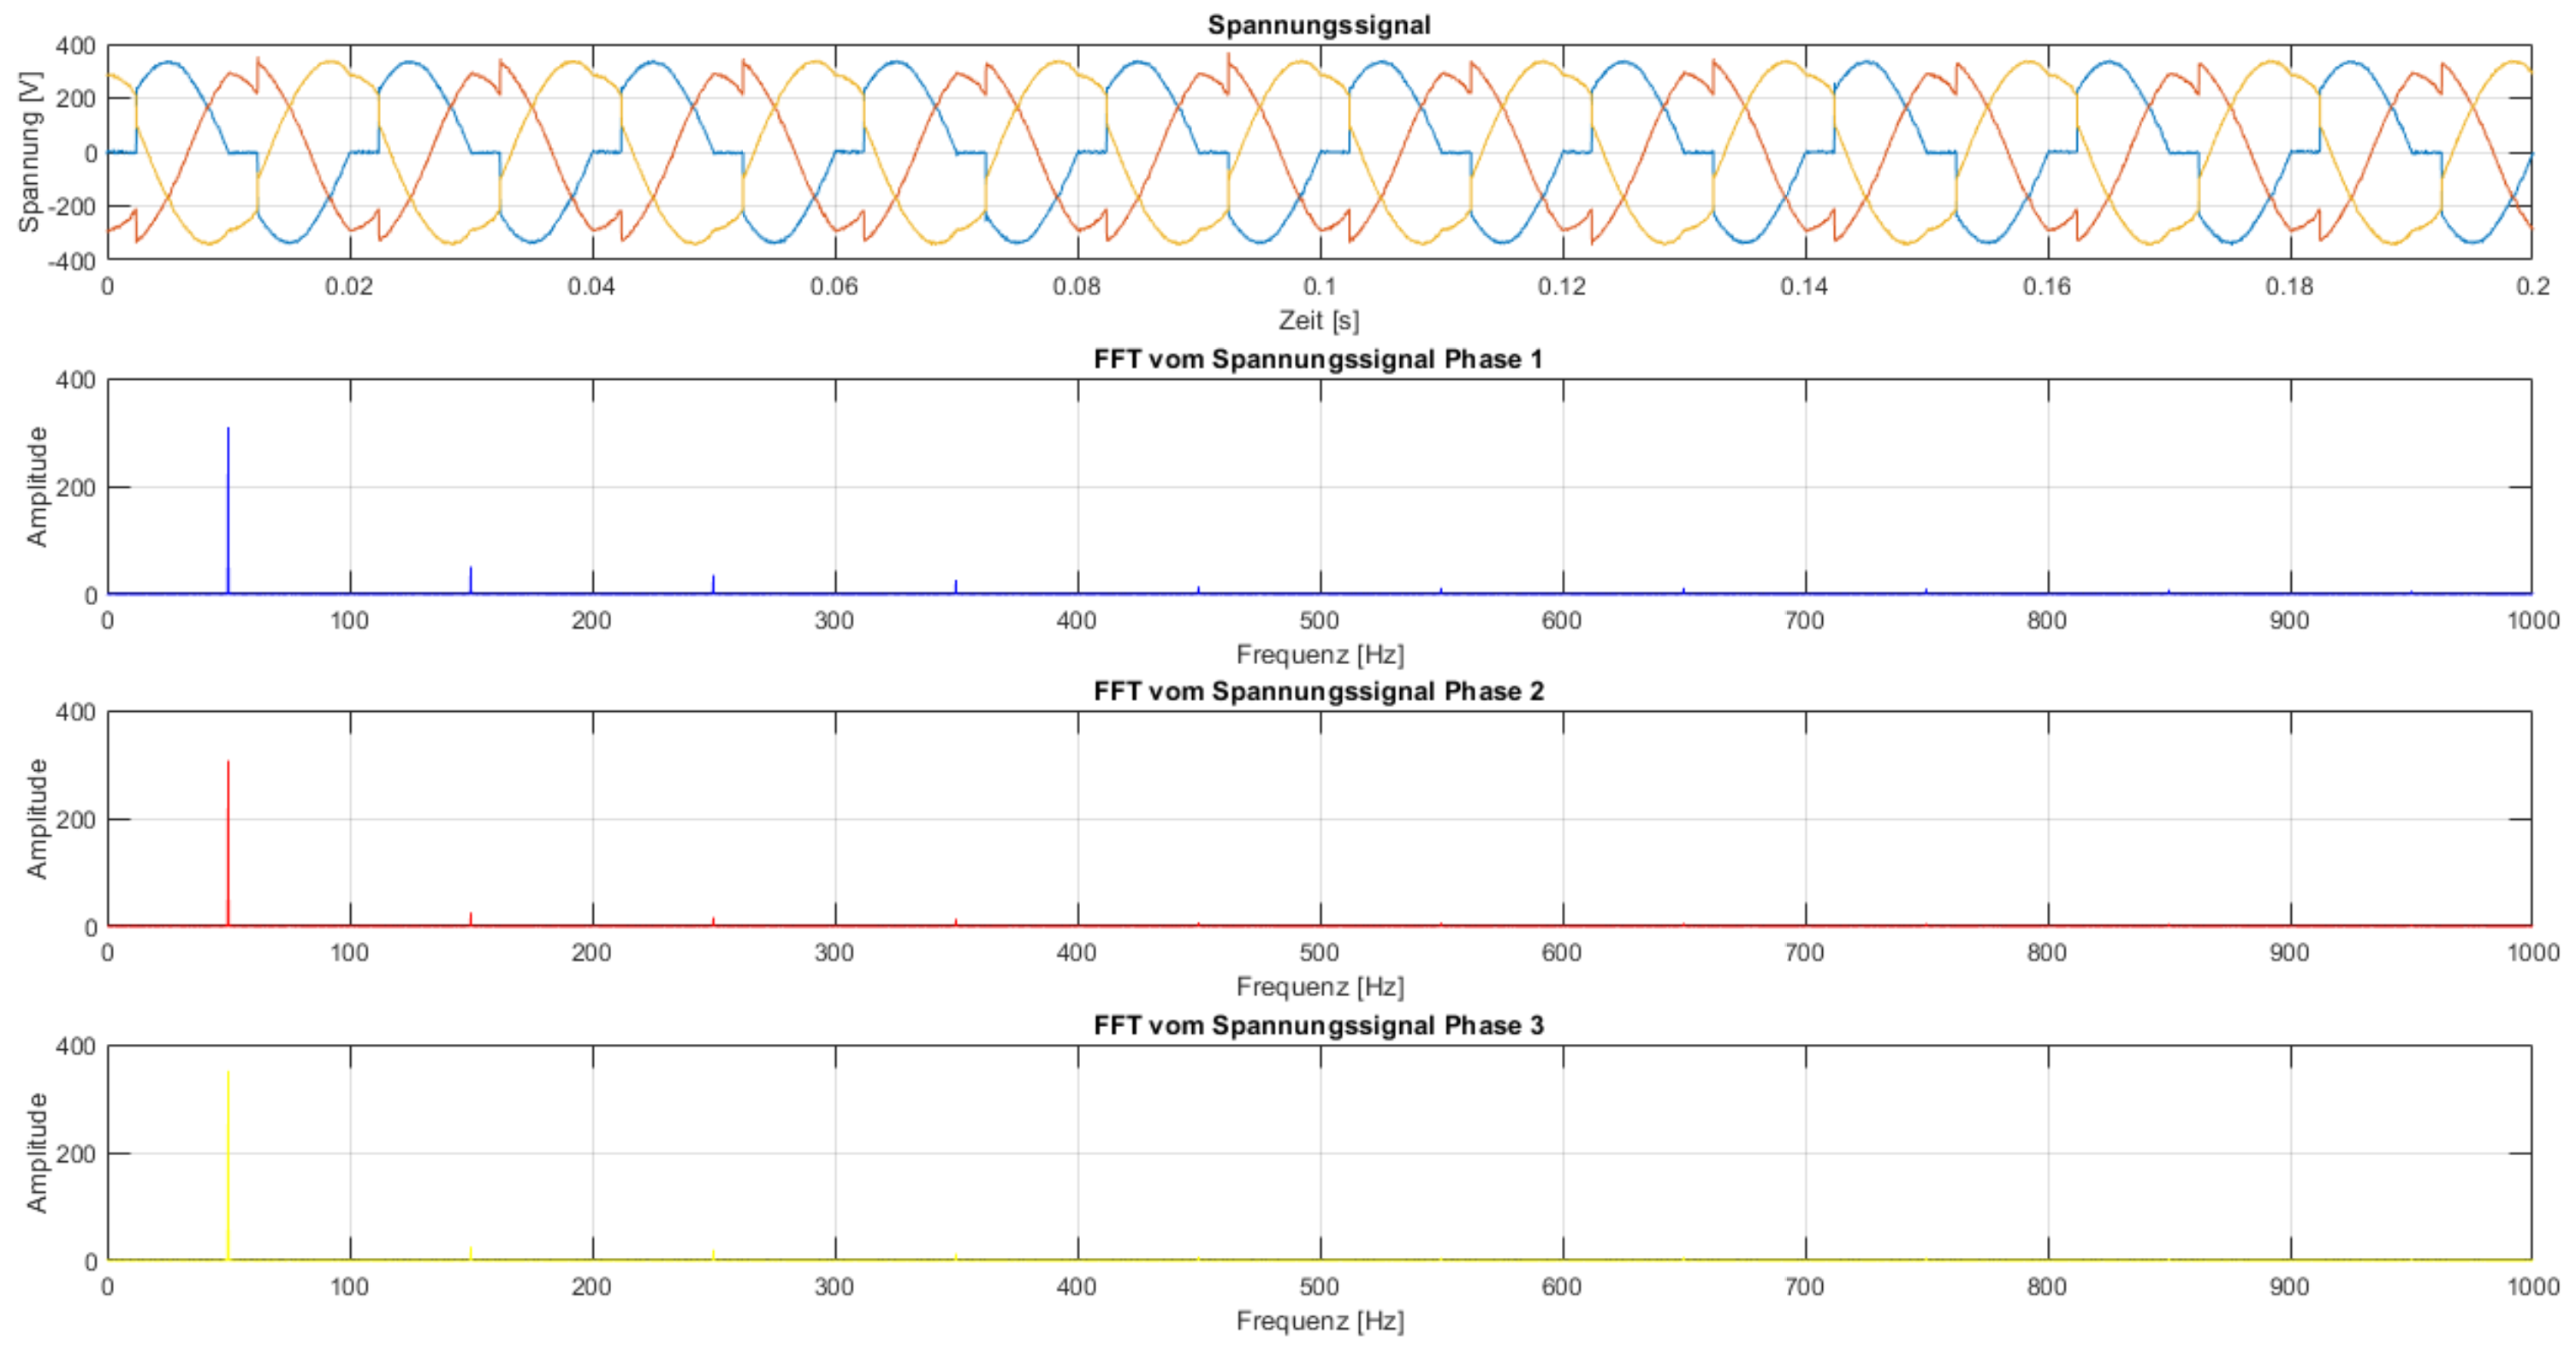 Spannungssignal
400
200
0
-200
-400
Spannung [V]
0 0.02 0.04 0.06 0.08 0.1 0.12 0.14 0.16 0.18 0.2
Zeit [s]
FFT vom Spannungssignal Phase 1
400
200
0
Amplitude
0 100 200 300 400 500 600 700 800 900 1000
Frequenz [Hz]
FFT vom Spannungssignal Phase 2
400
200
0
Amplitude
0 100 200 300 400 500 600 700 800 900 1000
Frequenz [Hz]
FFT vom Spannungssignal Phase 3
400
200
0
Amplitude
0 100 200 300 400 500 600 700 800 900 1000
Frequenz [Hz]